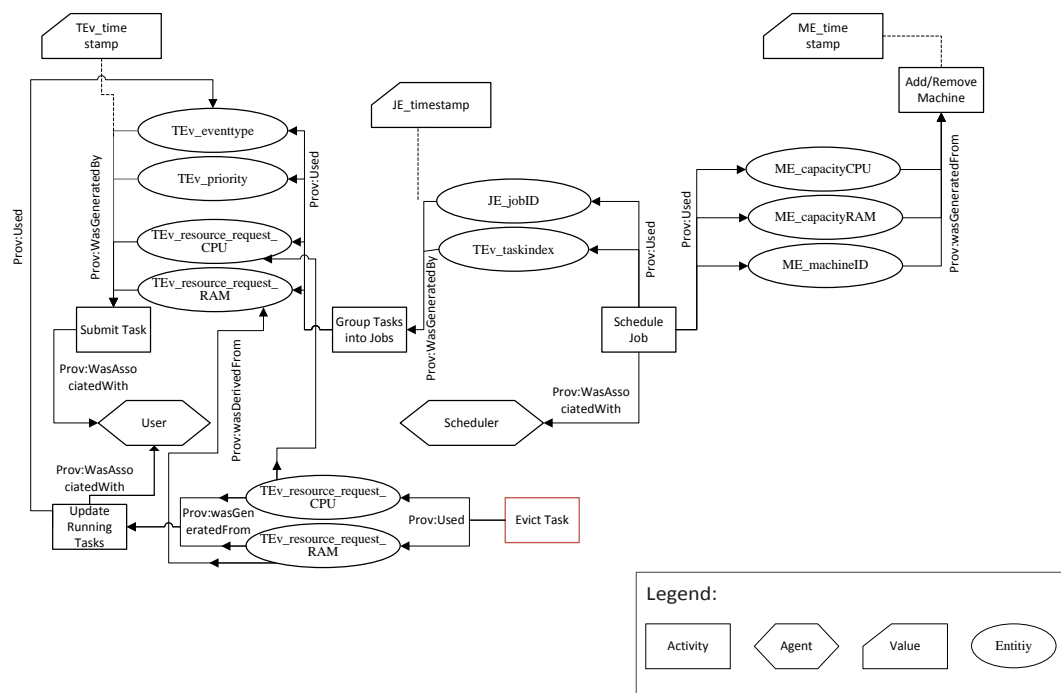 TEv_time
stamp
ME_time
stamp
JE_timestamp
Add/Remove
Machine
TEv_eventtype
TEv_priority
TEv_resource_request_
CPU
TEv_resource_request_
RAM
Prov:Used
Prov:WasGeneratedBy
Prov:Used
JE_jobID
TEv_taskindex
Prov:WasGeneratedBy
Prov:Used
Prov:Used
ME_capacityCPU
ME_capacityRAM
ME_machineID
Prov:wasGeneratedFrom
Submit Task
Group Tasks
into Jobs
Schedule
Job
Prov:WasAsso
ciatedWith
Prov:wasDerivedFrom
Prov:WasAsso
ciatedWith
User
Scheduler
Prov:WasAsso
ciatedWith
Update
Running
Tasks
Prov:wasGen
eratedFrom
TEv_resource_request_
CPU
TEv_resource_request_
RAM
Prov:Used
Evict Task
Legend:
Activity
Agent
Value
Entitiy